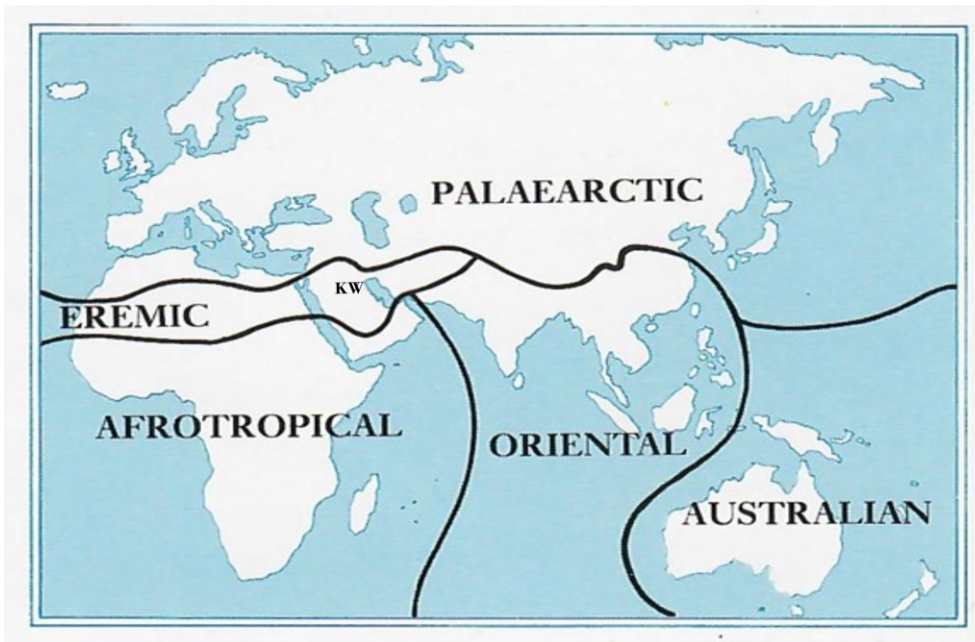 PALAEARCTIC
KW
EREMIC
AFROTROPICAL
ORIENTAL
AUSTRALIAN